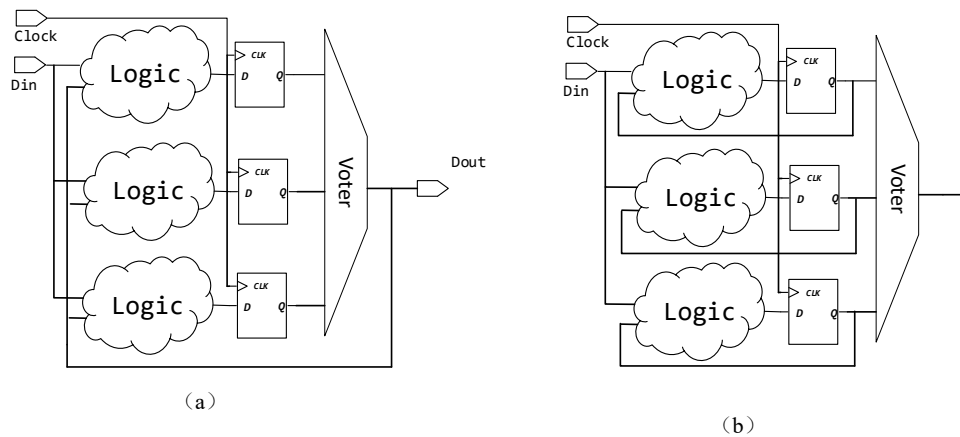 Clock
Din
Logic
CLK
D
Q
Logic
CLK
D
Q
Logic
CLK
D
Q
Voter
Dout
（a）
Clock
Din
Logic
CLK
D
Q
Logic
CLK
D
Q
Logic
CLK
D
Q
Voter
（b）